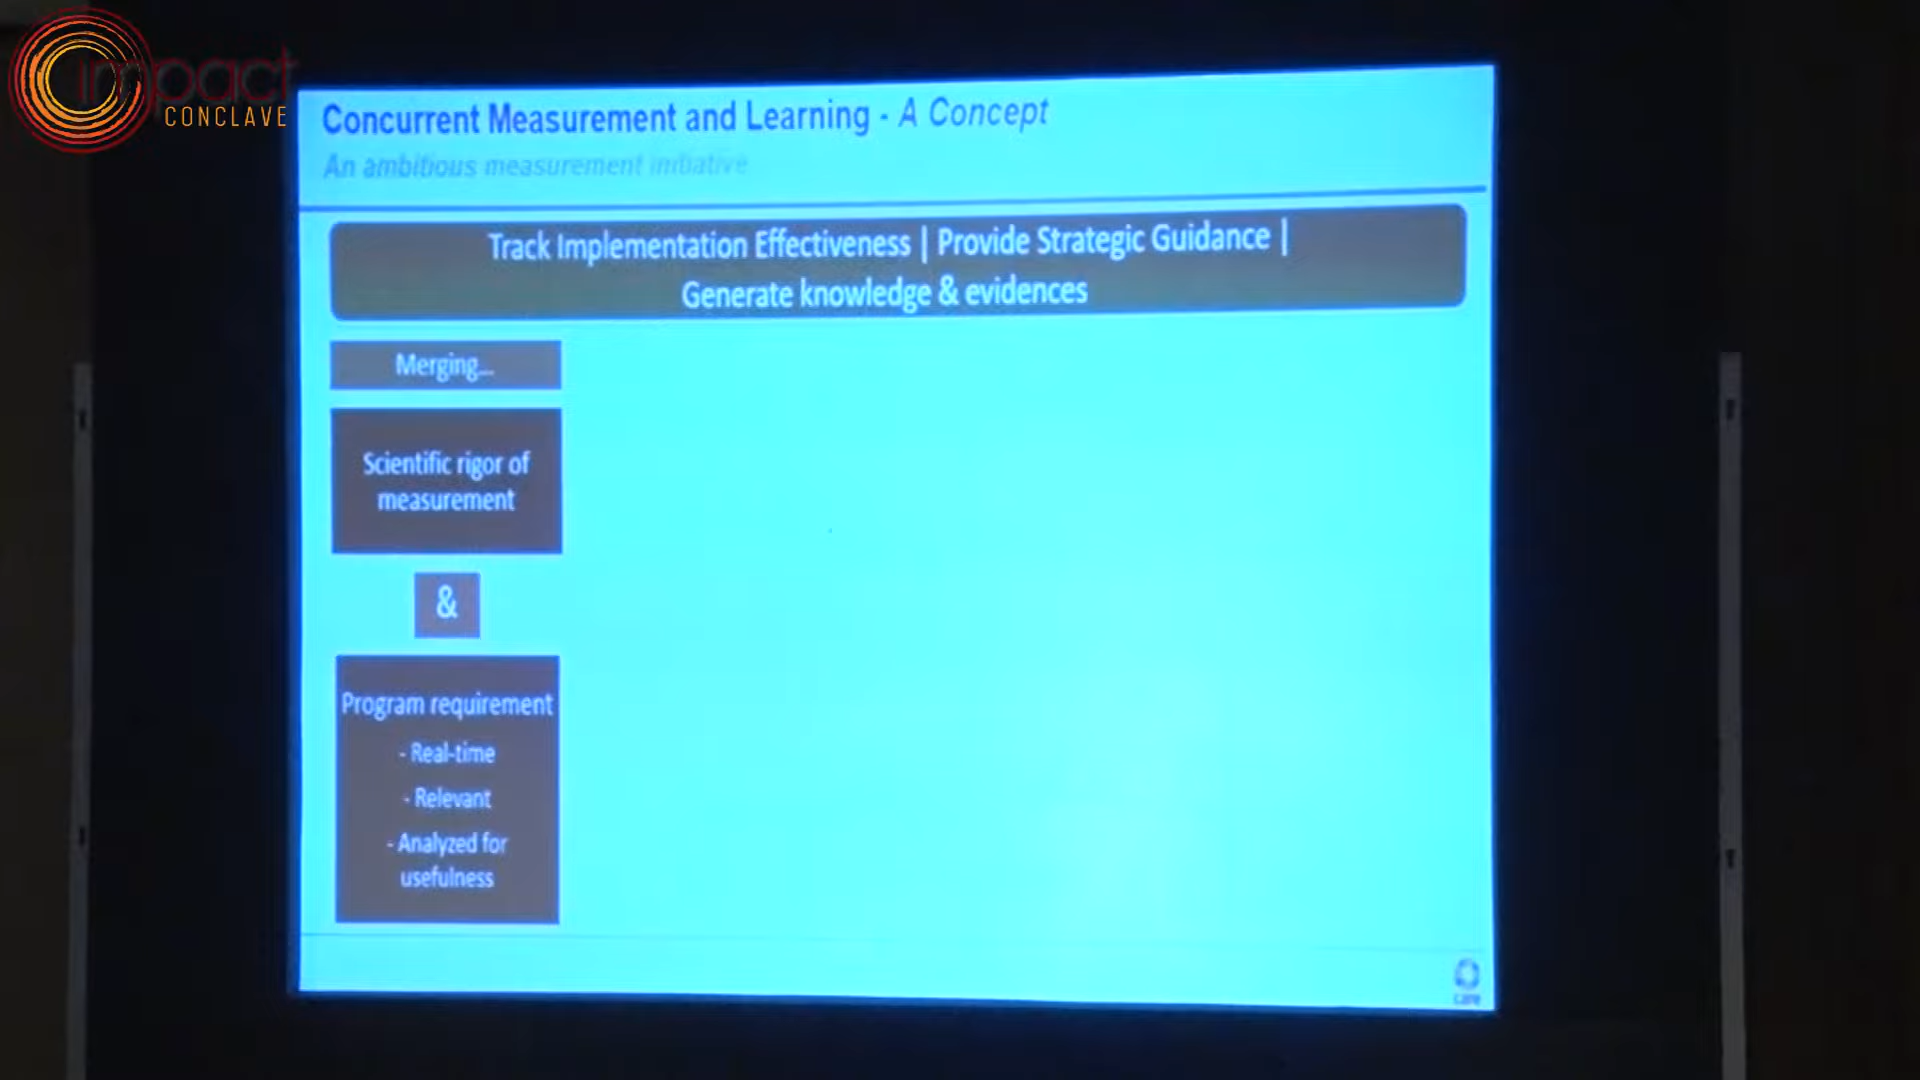 impact
CONCLAVE
Concurrent Measurement and Learning - A Concept
An ambitious measurement initiative
Track Implementation Effectiveness | Provide Strategic Guidance |
Generate knowledge & evidences
Merging...
Scientific rigor of
measurement
&
Program requirement
- Real-time
- Relevant
- Analyzed for
usefulness
care